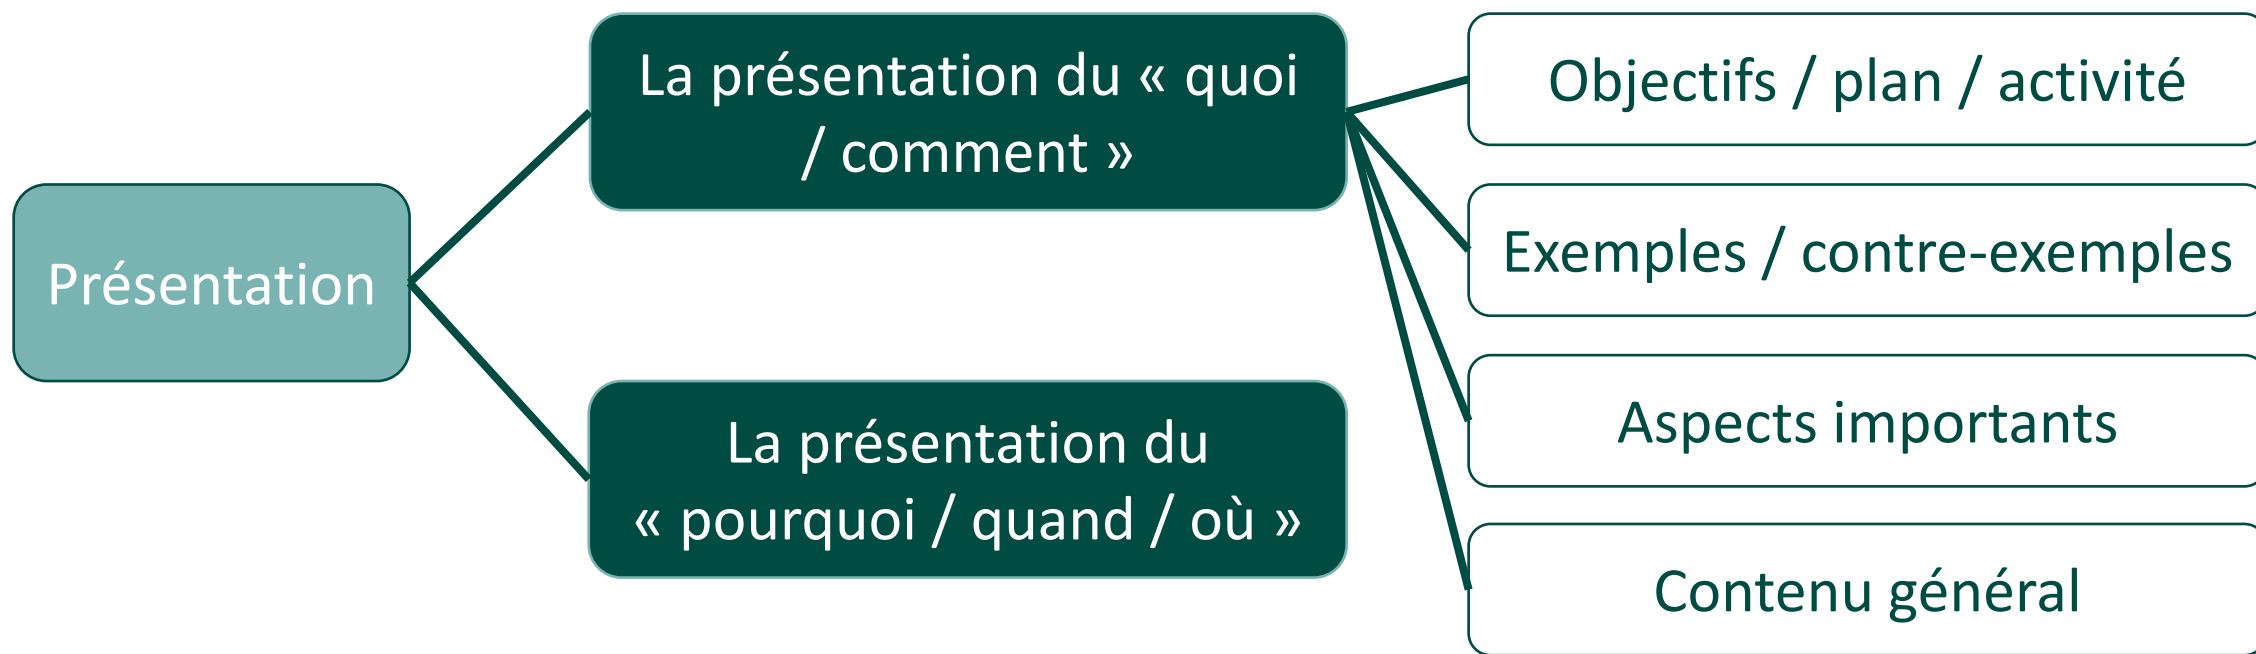 Présentation
La présentation du « quoi
/ comment »
La présentation du
« pourquoi / quand / où »
Objectifs / plan / activité
Exemples / contre-exemples
Aspects importants
Contenu général